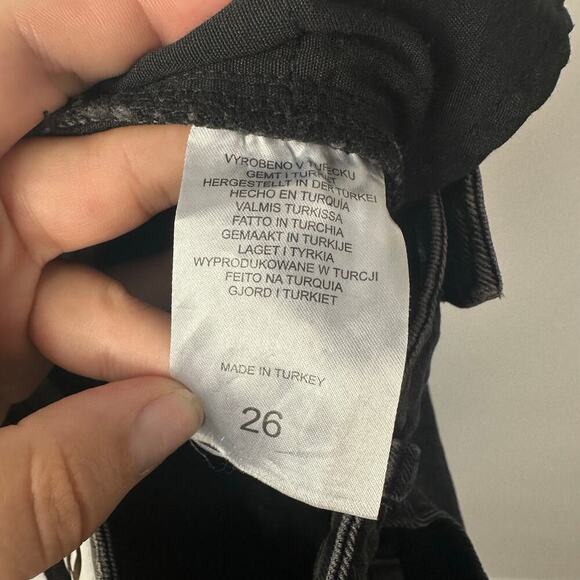 VYROBENO V TURECKU
GEMT I TURKIET
HERGESTELLT IN DER TÜRKEI
HECHO EN TURQUIA
VALMIS TURKISSA
FATTO IN TURCHIA
GEMAAKT IN TURKIJE
LAGET I TYRKIA
WYPRODUKOWANE W TURCJI
FEITO NA TURQUIA
GJORD I TURKIET
MADE IN TURKEY
26